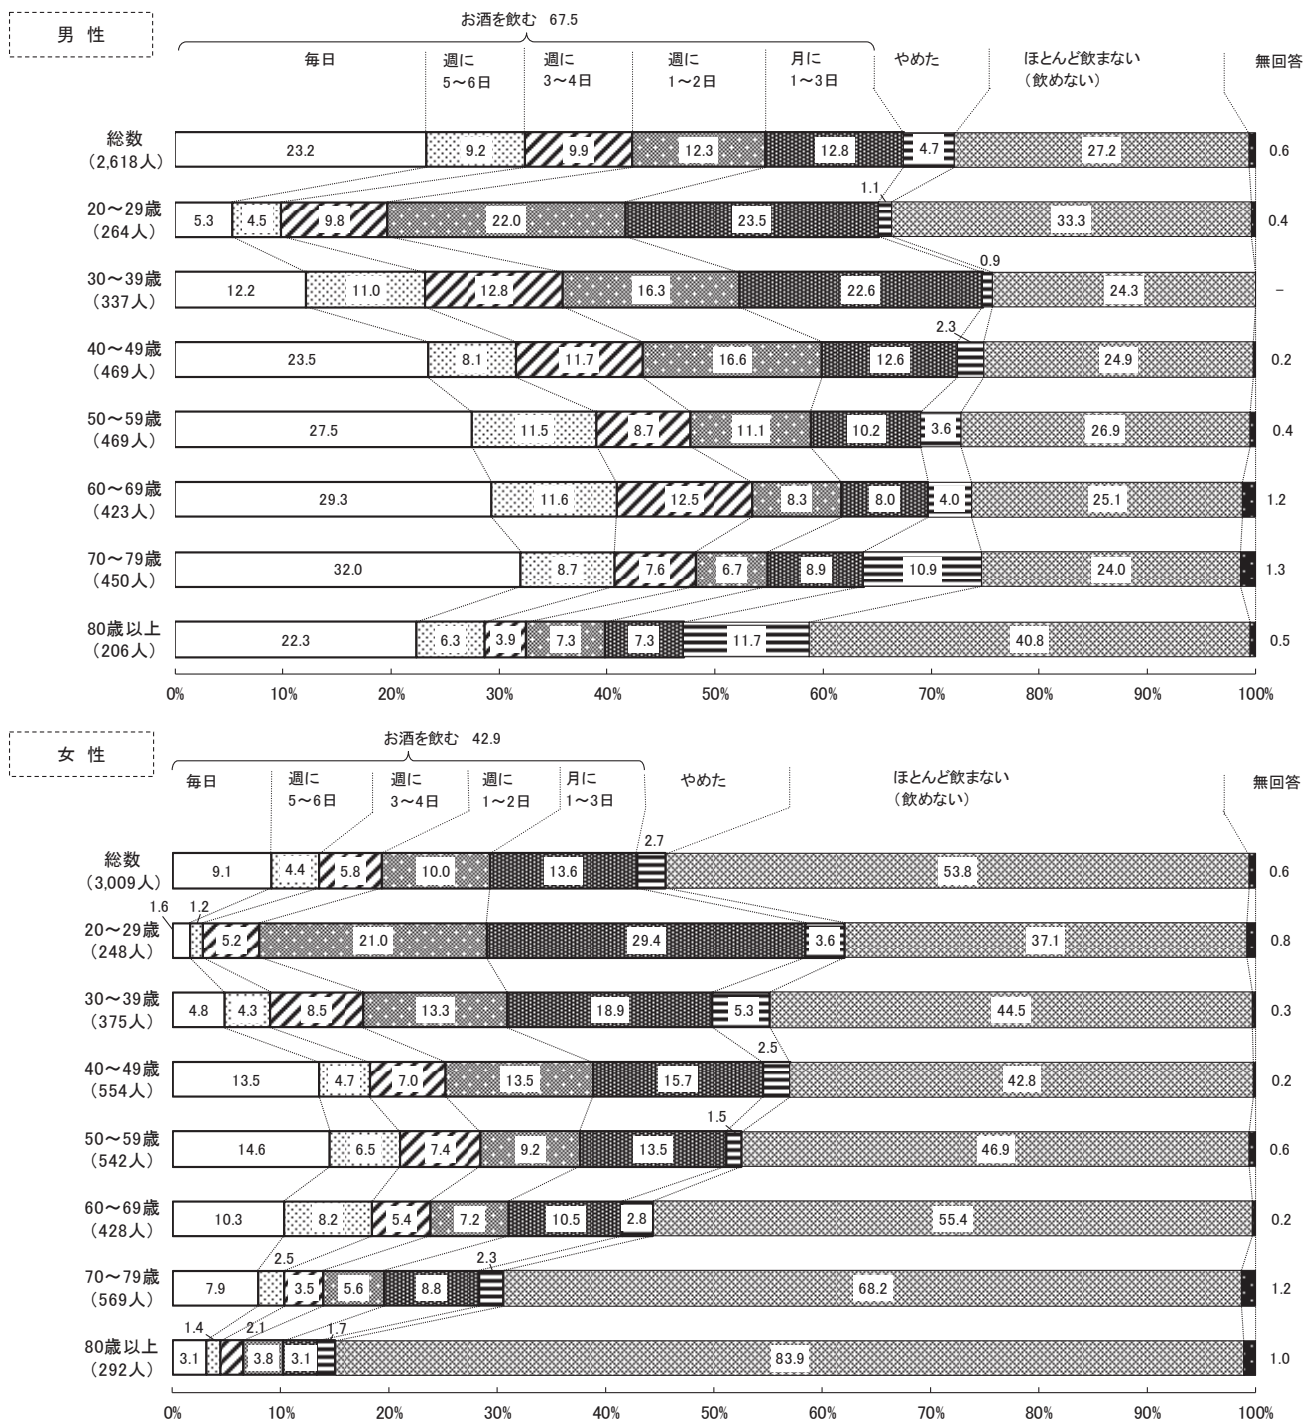 男 性
お酒を飲む 67.5
毎日
週に
5～6日
週に
3～4日
週に
1～2日
月に
1～3日
やめた
ほとんど飲まない
（飲めない）
無回答
総数
（2,618人）
23.2 9.2 9.9 12.3 12.8 4.7 27.2 0.6
20～29歳
（264人）
5.3 4.5 9.8 22.0 23.5 1.1 33.3 0.4
30～39歳
（337人）
12.2 11.0 12.8 16.3 22.6 0.9 24.3 －
40～49歳
（469人）
23.5 8.1 11.7 16.6 12.6 2.3 24.9 0.2
50～59歳
（469人）
27.5 11.5 8.7 11.1 10.2 3.6 26.9 0.4
60～69歳
（423人）
29.3 11.6 12.5 8.3 8.0 4.0 25.1 1.2
70～79歳
（450人）
32.0 8.7 7.6 6.7 8.9 10.9 24.0 1.3
80歳以上
（206人）
22.3 6.3 3.9 7.3 7.3 11.7 40.8 0.5
0% 10% 20% 30% 40% 50% 60% 70% 80% 90% 100%
女 性
お酒を飲む 42.9
毎日
週に
5～6日
週に
3～4日
週に
1～2日
月に
1～3日
やめた
ほとんど飲まない
（飲めない）
無回答
総数
（3,009人）
9.1 4.4 5.8 10.0 13.6 2.7 53.8 0.6
20～29歳
（248人）
1.6 1.2 5.2 21.0 29.4 3.6 37.1 0.8
30～39歳
（375人）
4.8 4.3 8.5 13.3 18.9 5.3 44.5 0.3
40～49歳
（554人）
13.5 4.7 7.0 13.5 15.7 2.5 42.8 0.2
50～59歳
（542人）
14.6 6.5 7.4 9.2 13.5 1.5 46.9 0.6
60～69歳
（428人）
10.3 8.2 5.4 7.2 10.5 2.8 55.4 0.2
70～79歳
（569人）
7.9 2.5 3.5 5.6 8.8 2.3 68.2 1.2
80歳以上
（292人）
3.1 1.4 2.1 3.8 3.1 1.7 83.9 1.0
0% 10% 20% 30% 40% 50% 60% 70% 80% 90% 100%